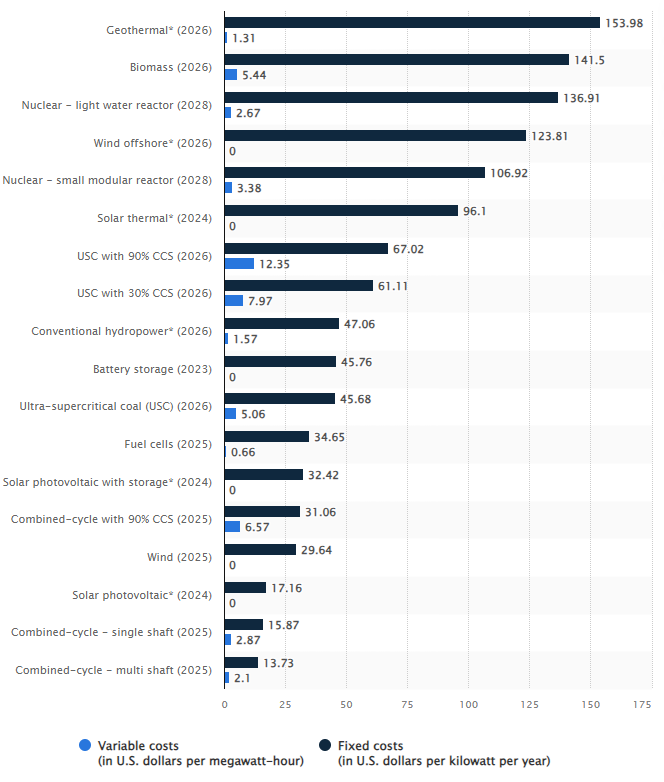 Geothermal* (2026)
153.98
1.31
Biomass (2026)
141.5
5.44
Nuclear – light water reactor (2028)
136.91
2.67
Wind offshore* (2026)
123.81
0
Nuclear – small modular reactor (2028)
106.92
3.38
Solar thermal* (2024)
96.1
0
USC with 90% CCS (2026)
67.02
12.35
USC with 30% CCS (2026)
61.11
7.97
Conventional hydropower* (2026)
47.06
1.57
Battery storage (2023)
45.76
0
Ultra-supercritical coal (USC) (2026)
45.68
5.06
Fuel cells (2025)
34.65
0.66
Solar photovoltaic with storage* (2024)
32.42
0
Combined-cycle with 90% CCS (2025)
31.06
6.57
Wind (2025)
29.64
0
Solar photovoltaic* (2024)
17.16
0
Combined-cycle – single shaft (2025)
15.87
2.87
Combined-cycle – multi shaft (2025)
13.73
2.1
0 25 50 75 100 125 150 175
Variable costs
(in U.S. dollars per megawatt-hour)
Fixed costs
(in U.S. dollars per kilowatt per year)